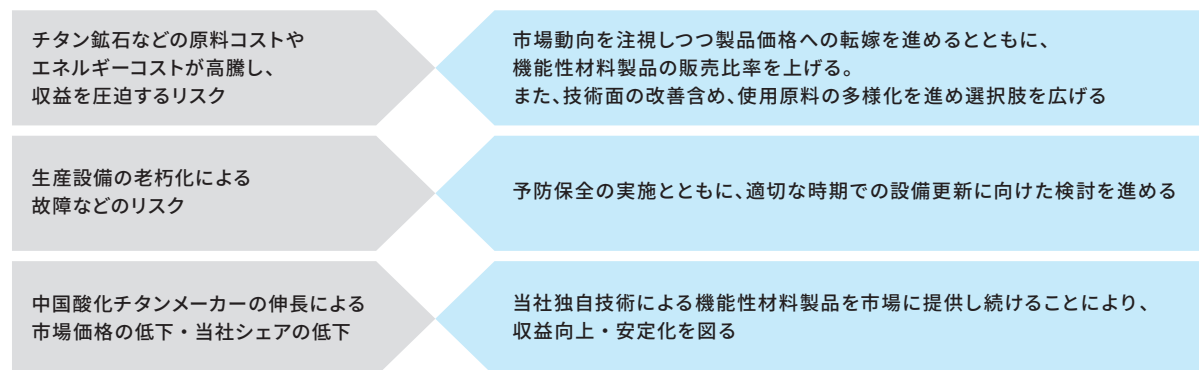 チタン鉱石などの原料コストや
エネルギーコストが高騰し、
収益を圧迫するリスク
市場動向を注視しつつ製品価格への転嫁を進めるとともに、
機能性材料製品の販売比率を上げる。
また、技術面の改善含め、使用原料の多様化を進め選択肢を広げる
生産設備の老朽化による
故障などのリスク
予防保全の実施とともに、適切な時期での設備更新に向けた検討を進める
中国酸化チタンメーカーの伸長による
市場価格の低下・当社シェアの低下
当社独自技術による機能性材料製品を市場に提供し続けることにより、
収益向上・安定化を図る